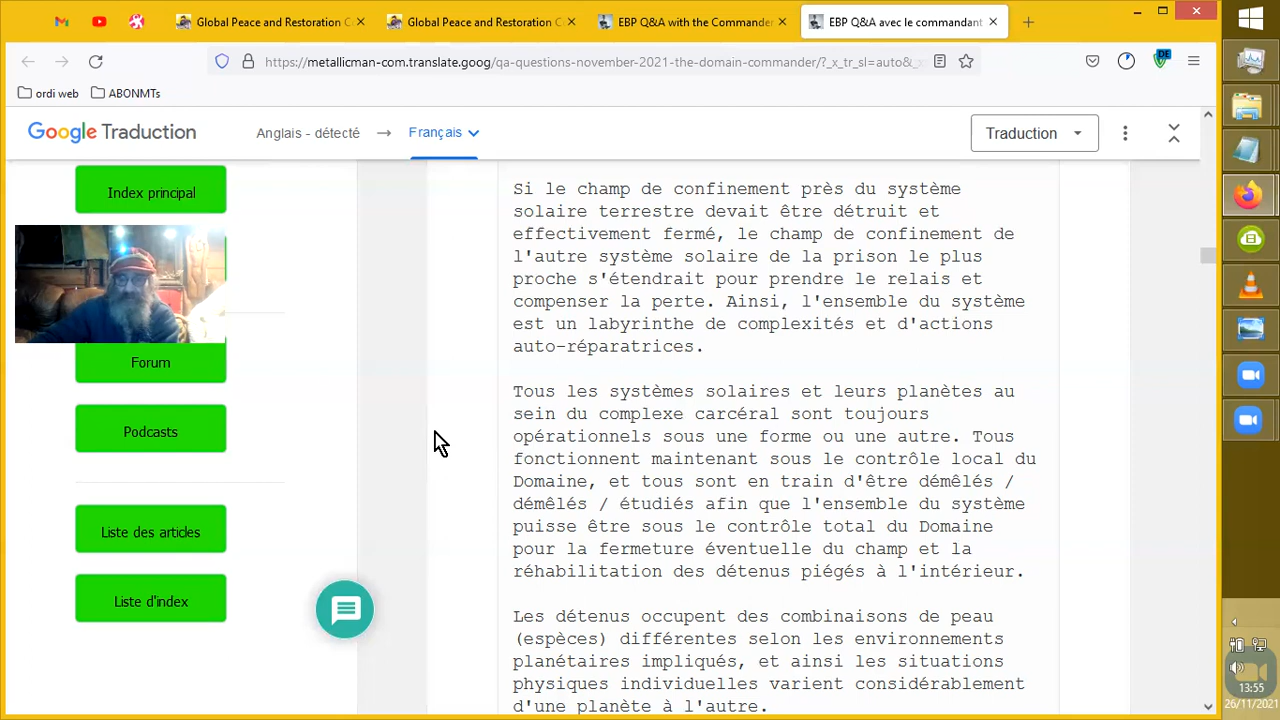 Global Peace and Restoration C
Global Peace and Restoration C
EBP Q&A with the Commander
EBP Q&A avec le commandant
https://metallicman-com.translate.goog/qa-questions-november-2021-the-domain-commander/?_x_tr_sl=auto&_x
DE
ordi web
ABONMTs
Google Traduction
Anglais - détecté
Français
Traduction
Index principal
Forum
Podcasts
Liste des articles
Liste d'index
Si le champ de confinement près du système
solaire terrestre devait être détruit et
effectivement fermé, le champ de confinement de
l'autre système solaire de la prison le plus
proche s'étendrait pour prendre le relais et
compenser la perte. Ainsi, l'ensemble du système
est un labyrinthe de complexités et d'actions
auto-réparatrices.
Tous les systèmes solaires et leurs planètes au
sein du complexe carcéral sont toujours
opérationnels sous une forme ou une autre. Tous
fonctionnent maintenant sous le contrôle local du
Domaine, et tous sont en train d'être démêlés /
démêlés / étudiés afin que l'ensemble du système
puisse être sous le contrôle total du Domaine
pour la fermeture éventuelle du champ et la
réhabilitation des détenus piégés à l'intérieur.
Les détenus occupent des combinaisons de peau
(espèces) différentes selon les environnements
planétaires impliqués, et ainsi les situations
physiques individuelles varient considérablement
d'une planète à l'autre.
13:55
26/11/2021